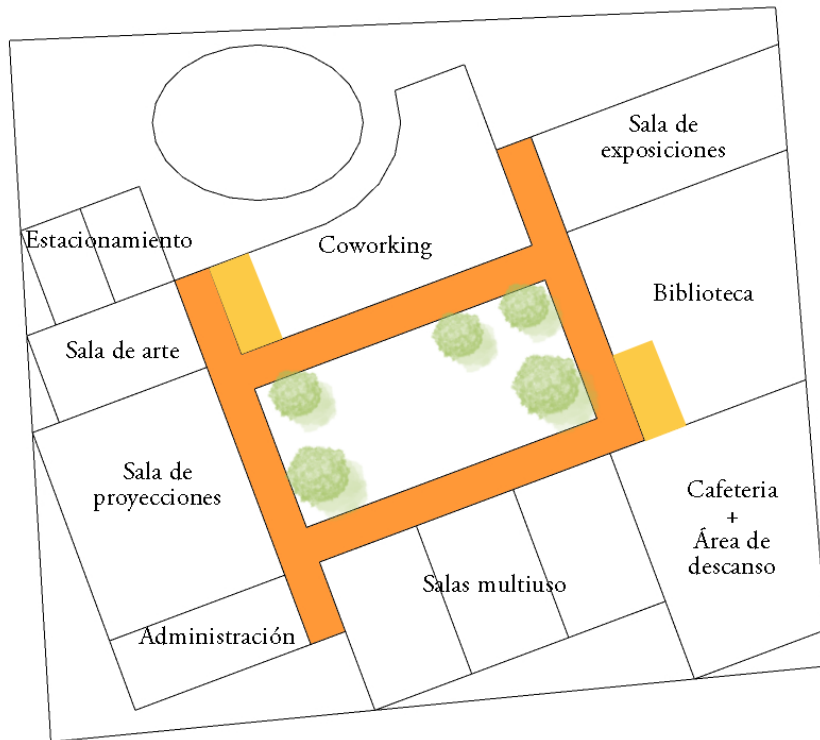 Sala de
exposiciones
Estacionamiento
Coworking
Biblioteca
Sala de arte
Sala de
proyecciones
Cafeteria
+
Área de
descanso
Salas multiuso
Administración